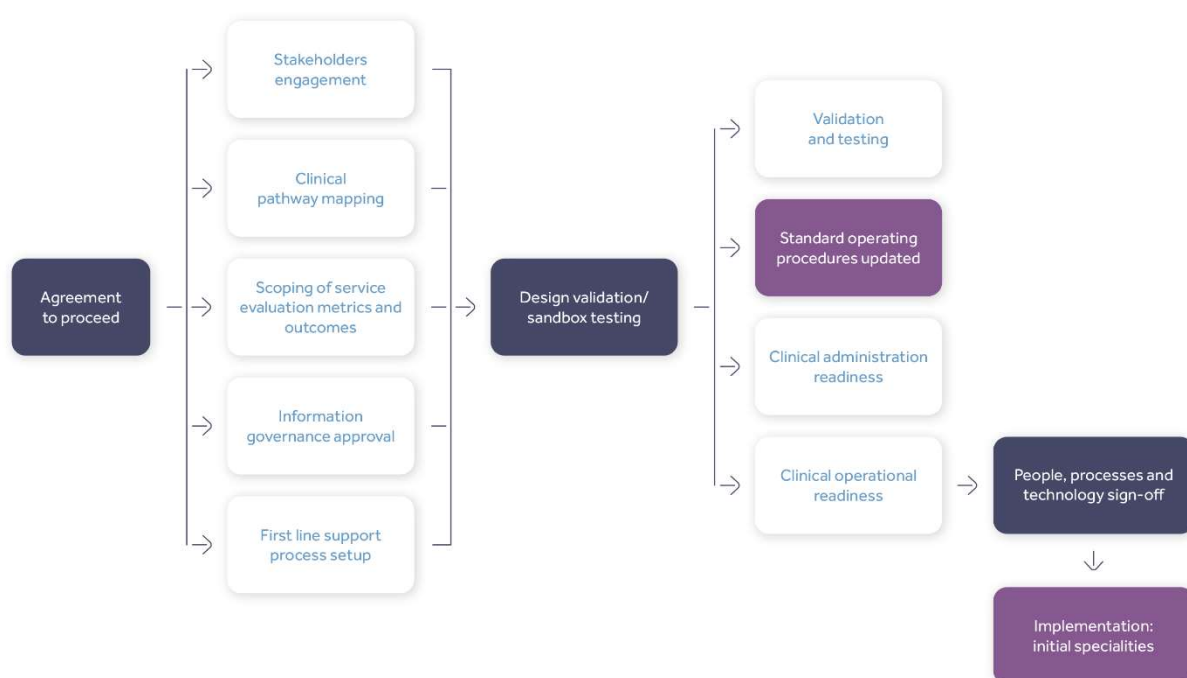 Stakeholders
engagement
Clinical
pathway mapping
Agreement
to proceed
Scoping of service
evaluation metrics and
outcomes
Information
governance approval
First line support
process setup
Design validation/
sandbox testing
Validation
and testing
Standard operating
procedures updated
Clinical administration
readiness
Clinical operational
readiness
People, processes and
technology sign-off
Implementation:
initial specialities